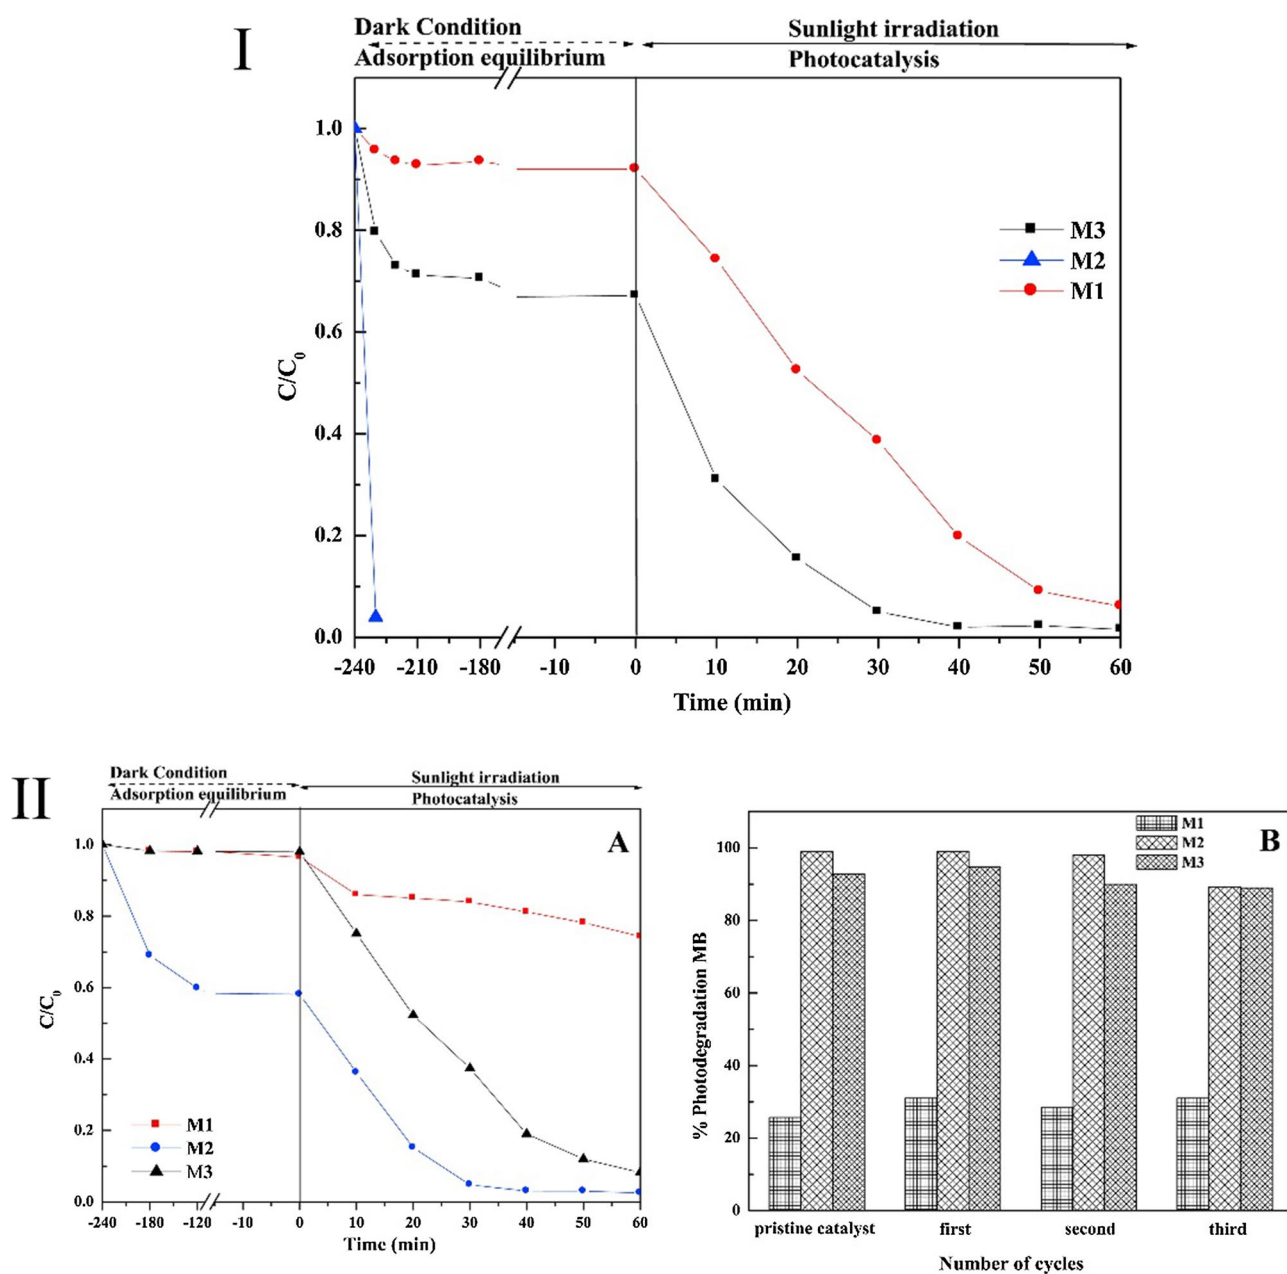 I
Dark Condition
Sunlight irradiation
Adsorption equilibrium
Photocatalysis
1.0
0.8
0.6
0.4
0.2
0.0
C/C0
M3
M2
M1
-240 -210 -180 -10 0 10 20 30 40 50 60
Time (min)
II
Dark Condition
Sunlight irradiation
Adsorption equilibrium
Photocatalysis
A
1.0
0.8
0.6
0.4
0.2
0.0
C/C0
M1
M2
M3
-240 -180 -120 -10 0 10 20 30 40 50 60
Time (min)
B
M1
M2
M3
100
80
60
40
20
0
% Photodegradation MB
pristine catalyst first second third
Number of cycles